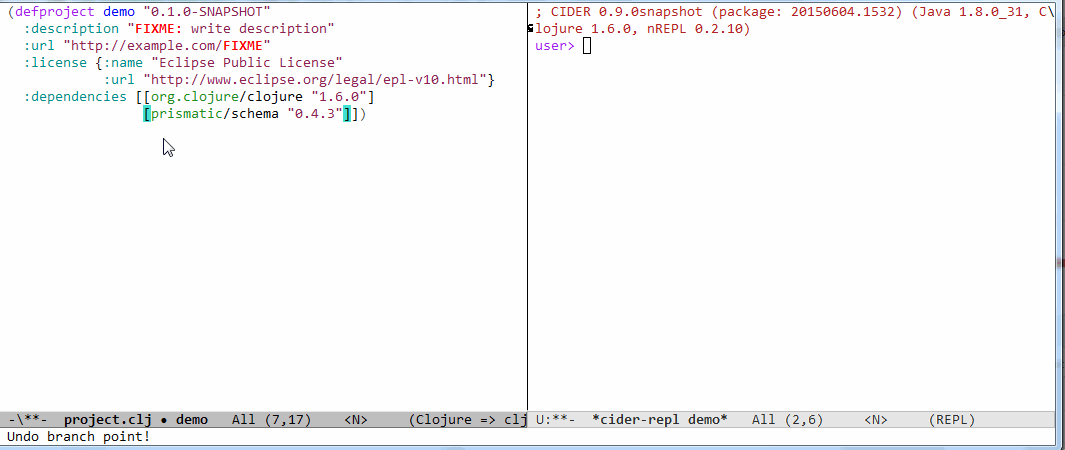 (defproject demo "0.1.0-SNAPSHOT"
  :description "FIXME: write description"
  :url "http://example.com/FIXME"
  :license {:name "Eclipse Public License"
            :url "http://www.eclipse.org/legal/epl-v10.html"}
  :dependencies [[org.clojure/clojure "1.6.0"]
                 [prismatic/schema "0.4.3"]])
; CIDER 0.9.0snapshot (package: 20150604.1532) (Java 1.8.0_31, C\
lojure 1.6.0, nREPL 0.2.10)
user>
-\**-  project.clj • demo   All (7,17)    <N>     (Clojure => clj
U:**-  *cider-repl demo*   All (2,6)     <N>     (REPL)
Undo branch point!